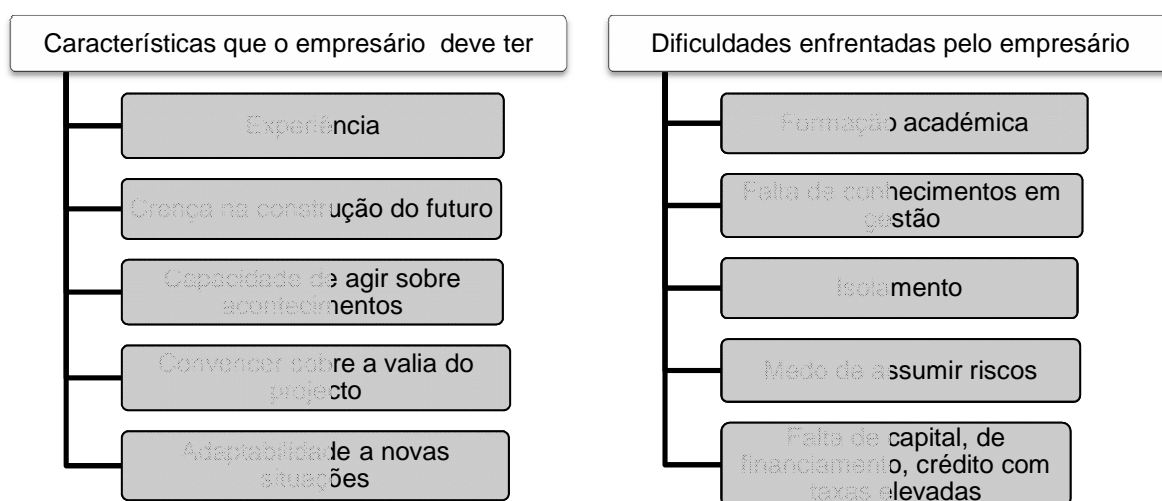 Características que o empresário deve ter
Experiência
Crença na construção do futuro
Capacidade de agir sobre
acontecimentos
Convencer sobre a valia do
projecto
Adaptabilidade a novas
situações
Dificuldades enfrentadas pelo empresário
Formação académica
Falta de conhecimentos em
gestão
Isolamento
Medo de assumir riscos
Falta de capital, de
financiamento, crédito com
taxas elevadas